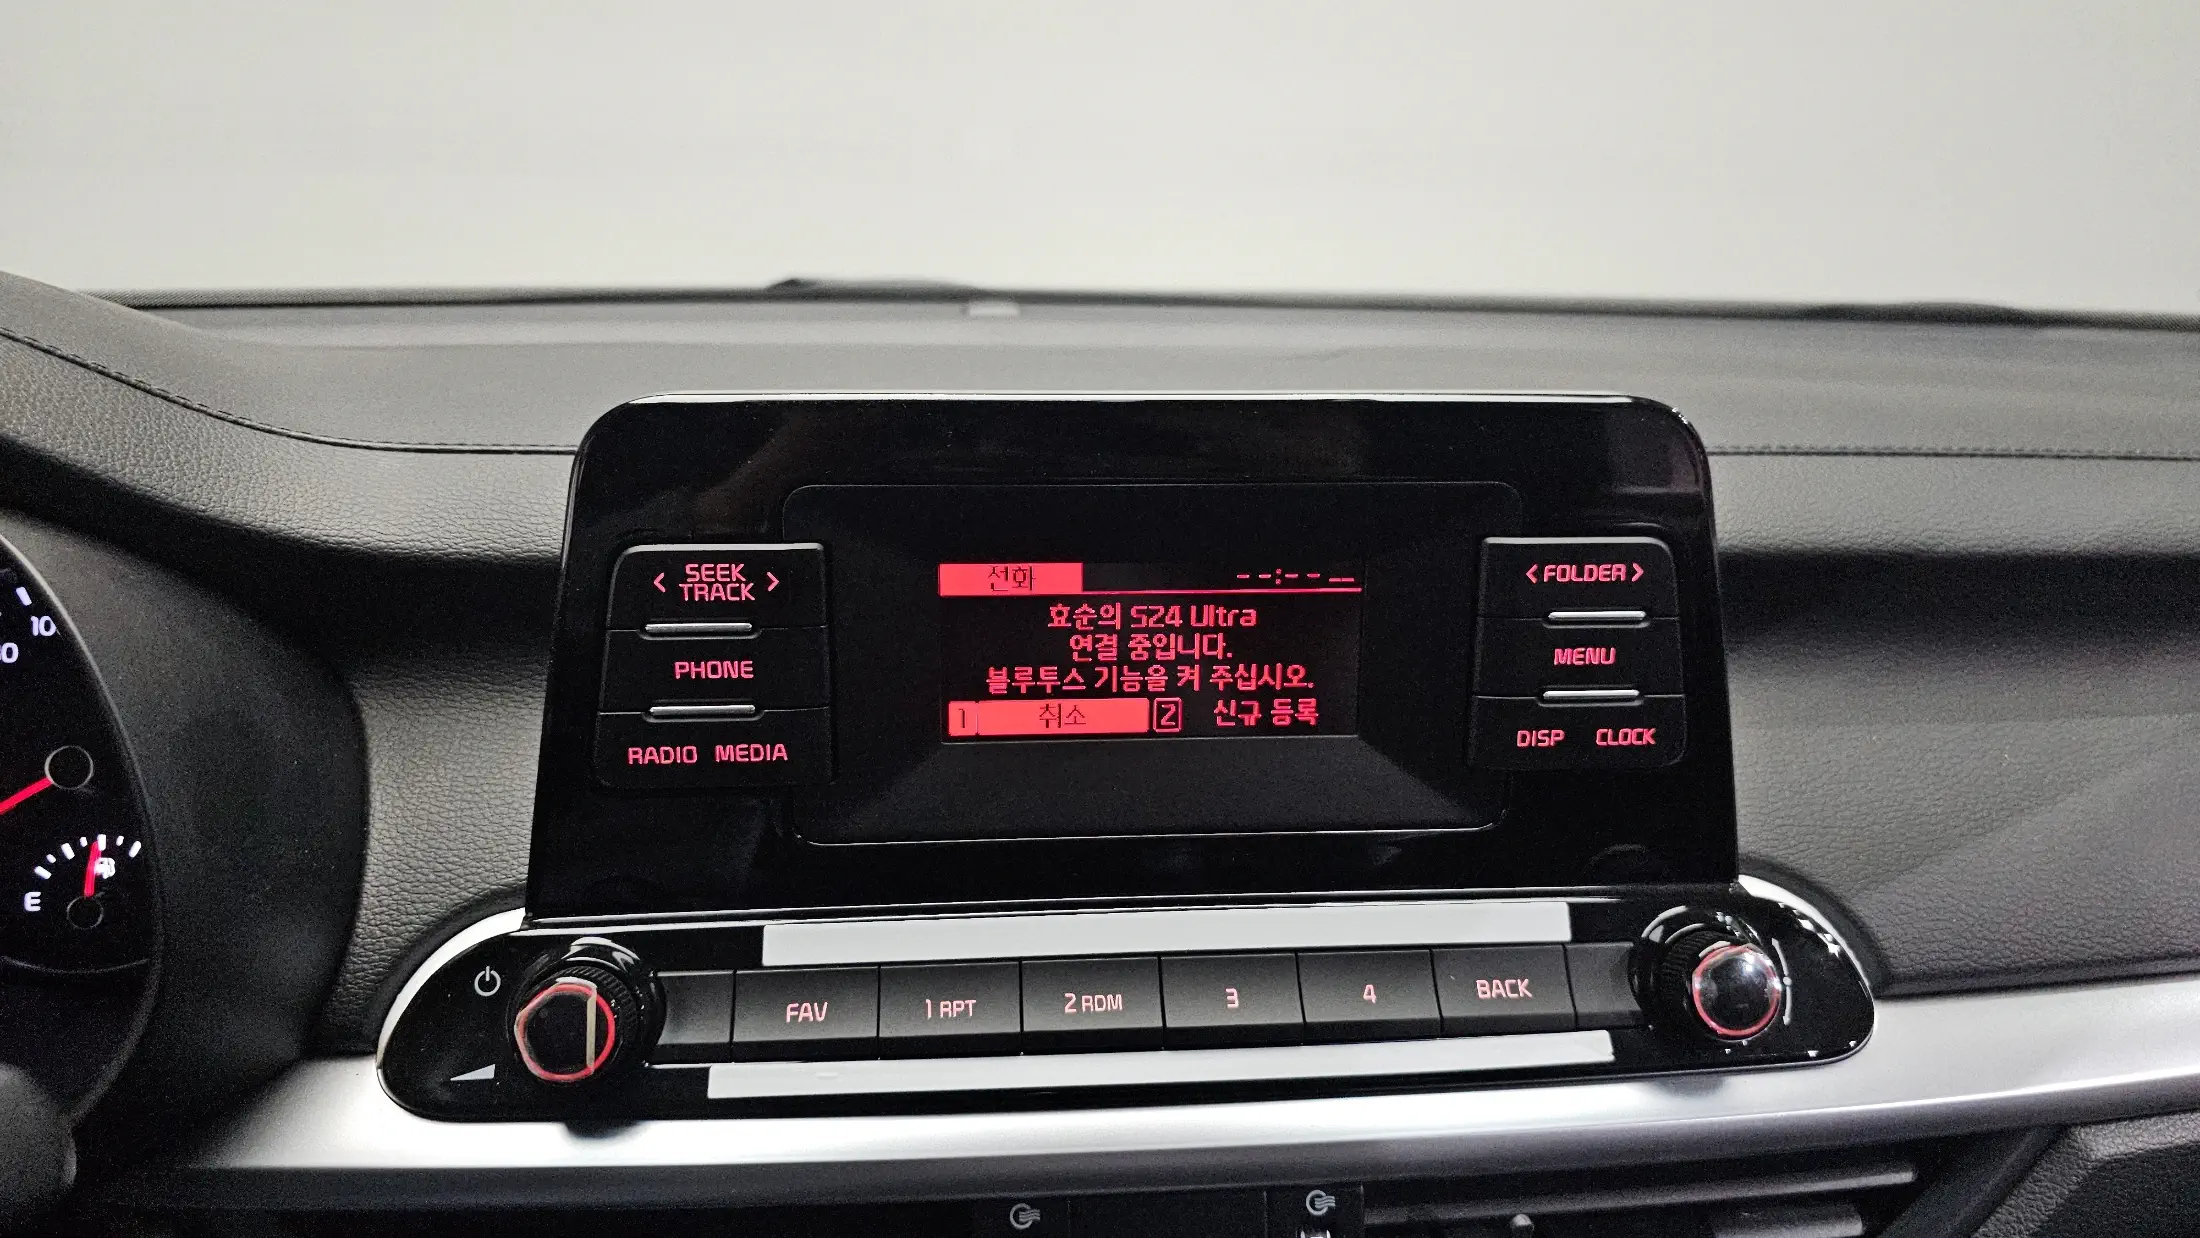 10
E
< SEEK >
TRACK
PHONE
RADIO MEDIA
전화 --:-- __
효순의 S24 Ultra
연결 중입니다.
블루투스 기능을 켜 주십시오.
1 취소 2 신규 등록
< FOLDER >
MENU
DISP CLOCK
FAV 1 RPT 2 RDM 3 4 BACK